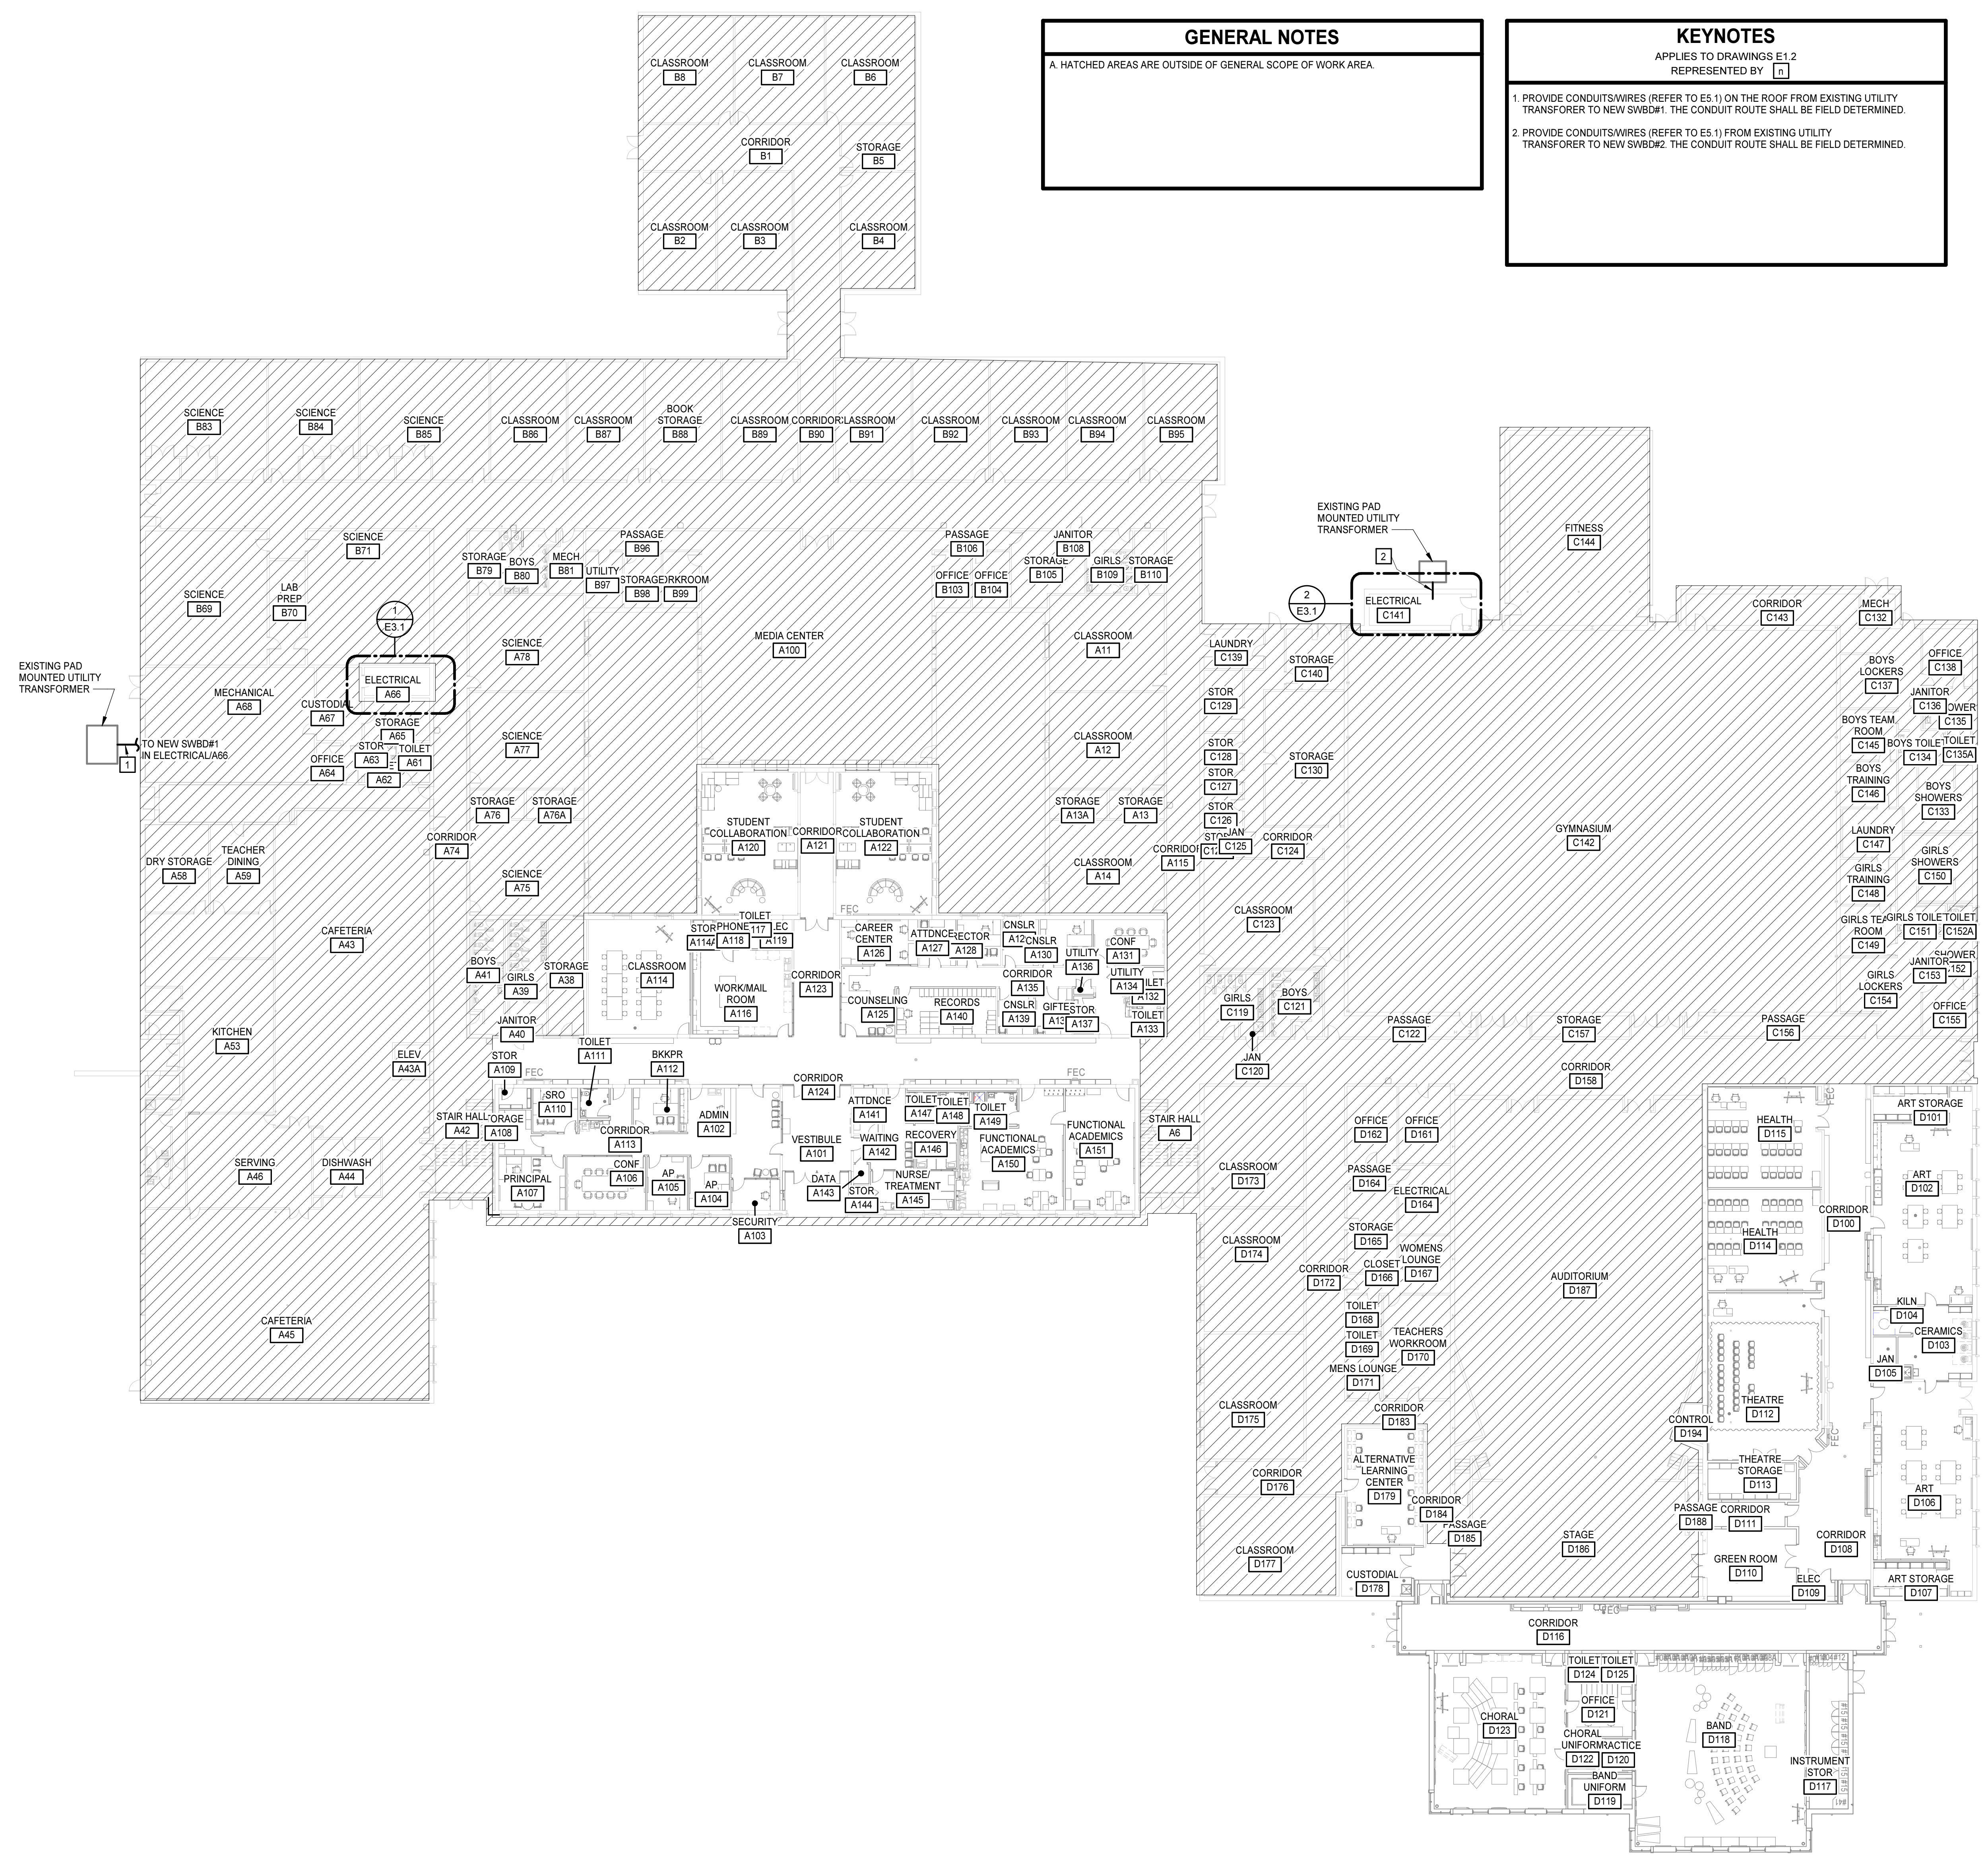 GENERAL NOTES
A. HATCHED AREAS ARE OUTSIDE OF GENERAL SCOPE OF WORK AREA.
KEYNOTES
APPLIES TO DRAWINGS E1.2
REPRESENTED BY n
1. PROVIDE CONDUITS/WIRES (REFER TO E5.1) ON THE ROOF FROM EXISTING UTILITY
TRANSFORER TO NEW SWBD#1. THE CONDUIT ROUTE SHALL BE FIELD DETERMINED.
2. PROVIDE CONDUITS/WIRES (REFER TO E5.1) FROM EXISTING UTILITY
TRANSFORER TO NEW SWBD#2. THE CONDUIT ROUTE SHALL BE FIELD DETERMINED.
CLASSROOM
B8
CLASSROOM
B7
CLASSROOM
B6
CORRIDOR
B1
STORAGE
B5
CLASSROOM
B2
CLASSROOM
B3
CLASSROOM
B4
SCIENCE
B83
SCIENCE
B84
SCIENCE
B85
CLASSROOM
B86
CLASSROOM
B87
BOOK
STORAGE
B88
CLASSROOM
B89
CORRIDOR
B90
CLASSROOM
B91
CLASSROOM
B92
CLASSROOM
B93
CLASSROOM
B94
CLASSROOM
B95
SCIENCE
B71
STORAGE
B79
BOYS
B80
MECH
B81
UTILITY
B97
PASSAGE
B96
STORAGE
B98
B99
PASSAGE
B106
OFFICE
B103
OFFICE
B104
JANITOR
B108
STORAGE
B105
GIRLS
B109
STORAGE
B110
SCIENCE
B69
LAB
PREP
B70
1
E3.1
ELECTRICAL
A66
EXISTING PAD
MOUNTED UTILITY
TRANSFORMER
1
TO NEW SWBD#1
IN ELECTRICAL/A66
MECHANICAL
A68
CUSTODIAL
A67
STORAGE
A65
OFFICE
A64
STOR
A63
A62
TOILET
A61
SCIENCE
A78
SCIENCE
A77
MEDIA CENTER
A100
CLASSROOM
A11
CLASSROOM
A12
EXISTING PAD
MOUNTED UTILITY
TRANSFORMER
2
2
E3.1
ELECTRICAL
C141
FITNESS
C144
CORRIDOR
C143
MECH
C132
LAUNDRY
C139
STORAGE
C140
STOR
C129
STOR
C128
STOR
C127
STOR
C126
JAN
C125
CORRIDOR
C124
STORAGE
C130
BOYS
LOCKERS
C137
OFFICE
C138
JANITOR
C136
C135
BOYS TEAM
ROOM
C145
BOYS TOILET
C134
TOILET
C135A
BOYS
TRAINING
C146
BOYS
SHOWERS
C133
GYMNASIUM
C142
LAUNDRY
C147
GIRLS
SHOWERS
C150
GIRLS
TRAINING
C148
ROOM
C149
GIRLS TOILET
C151
TOILET
C152A
JANITOR
C153
SHOWER
GIRLS
LOCKERS
C154
OFFICE
C155
DRY STORAGE
A58
TEACHER
DINING
A59
CORRIDOR
A74
STORAGE
A76
STORAGE
A76A
SCIENCE
A75
STUDENT
COLLABORATION
A120
CORRIDOR
A121
STUDENT
COLLABORATION
A122
STORAGE
A13A
STORAGE
A13
CLASSROOM
A14
CORRIDOR
A115
CAFETERIA
A43
BOYS
A41
GIRLS
A39
STORAGE
A38
JANITOR
A40
CLASSROOM
A114
STOR
A114A
PHONE
A118
TOILET
A119
WORK/MAIL
ROOM
A116
CORRIDOR
A123
FEC
CAREER
CENTER
A126
ATTDNCE
A127
A128
CNSLR
CNSLR
A130
CONF
A131
UTILITY
A136
UTILITY
A134
A132
TOILET
A133
COUNSELING
A125
RECORDS
A140
CORRIDOR
A135
CNSLR
A139
STOR
A137
CLASSROOM
C123
GIRLS
C119
BOYS
C121
JAN
C120
PASSAGE
C122
STORAGE
C157
PASSAGE
C156
KITCHEN
A53
ELEV
A43A
STOR
A109
FEC
TOILET
A111
BKKPR
A112
CORRIDOR
A124
FEC
SRO
A110
STAIR HALL
A42
A108
CORRIDOR
A113
ADMIN
A102
VESTIBULE
A101
ATTDNCE
A141
TOILET
A147
TOILET
A148
TOILET
A149
WAITING
A142
RECOVERY
A146
FUNCTIONAL
ACADEMICS
A150
FUNCTIONAL
ACADEMICS
A151
STAIR HALL
A6
SERVING
A46
DISHWASH
A44
PRINCIPAL
A107
CONF
A106
AP
A105
AP
A104
SECURITY
A103
DATA
A143
STOR
A144
NURSE/
TREATMENT
A145
CAFETERIA
A45
CORRIDOR
D158
OFFICE
D162
OFFICE
D161
CLASSROOM
D173
PASSAGE
D164
ELECTRICAL
D164
STORAGE
D165
CLASSROOM
D174
CORRIDOR
D172
CLOSET
D166
WOMENS
LOUNGE
D167
TOILET
D168
TOILET
D169
TEACHERS
WORKROOM
D170
MENS LOUNGE
D171
AUDITORIUM
D187
CLASSROOM
D175
CORRIDOR
D183
CONTROL
D194
ALTERNATIVE
LEARNING
CENTER
D179
CORRIDOR
D176
CORRIDOR
D184
PASSAGE
D185
CLASSROOM
D177
CUSTODIAL
D178
STAGE
D186
HEALTH
D115
FEC
ART STORAGE
D101
ART
D102
CORRIDOR
D100
HEALTH
D114
KILN
D104
CERAMICS
D103
JAN
D105
THEATRE
D112
FEC
THEATRE
STORAGE
D113
ART
D106
PASSAGE
D188
CORRIDOR
D111
CORRIDOR
D108
GREEN ROOM
D110
ELEC
D109
ART STORAGE
D107
FEC
CORRIDOR
D116
TOILET
D124
TOILET
D125
OFFICE
D121
CHORAL
D123
CHORAL
UNIFORM
D122
D120
BAND
UNIFORM
D119
BAND
D118
INSTRUMENT
STOR
D117